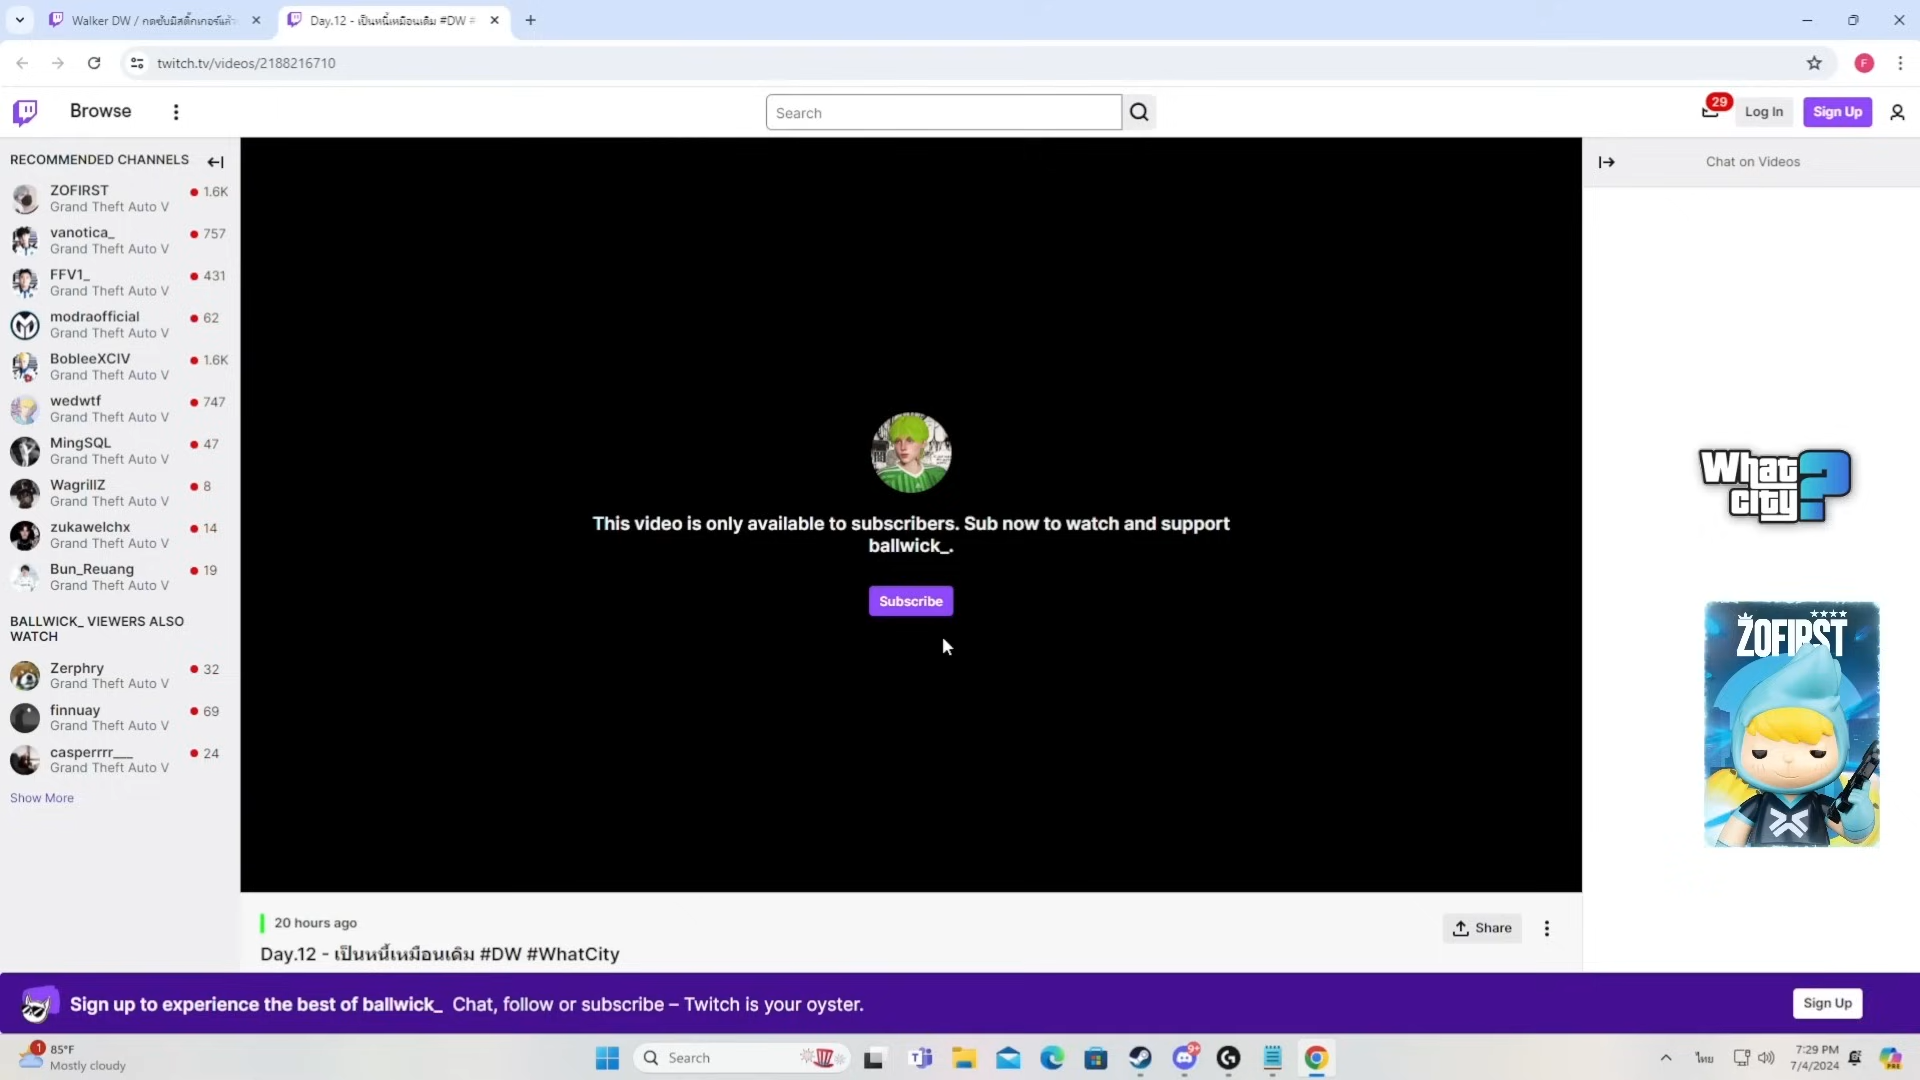 Walker DW / กดซับมีสติ๊กเกอร์แล้ว
Day.12 - เป็นหนี้เหมือนเดิม #DW #
twitch.tv/videos/2188216710
F
Browse
Search
29
Log In
Sign Up
RECOMMENDED CHANNELS
Chat on Videos
ZOFIRST
1.6K
Grand Theft Auto V
vanotica_
757
Grand Theft Auto V
FFV1_
431
Grand Theft Auto V
modraofficial
62
Grand Theft Auto V
BobleeXCIV
1.6K
Grand Theft Auto V
wedwtf
747
Grand Theft Auto V
MingSQL
47
Grand Theft Auto V
WagrillZ
8
Grand Theft Auto V
zukawelchx
14
Grand Theft Auto V
Bun_Reuang
19
Grand Theft Auto V
BALLWICK_ VIEWERS ALSO
WATCH
Zerphry
32
Grand Theft Auto V
finnuay
69
Grand Theft Auto V
casperrrr___
24
Grand Theft Auto V
Show More
This video is only available to subscribers. Sub now to watch and support
ballwick_.
Subscribe
What
city?
ZOFIRST
20 hours ago
Share
Day.12 - เป็นหนี้เหมือนเดิม #DW #WhatCity
Sign up to experience the best of ballwick_ Chat, follow or subscribe – Twitch is your oyster.
Sign Up
1
85°F
Mostly cloudy
Search
9+
ไทย
7:29 PM
7/4/2024
PRE